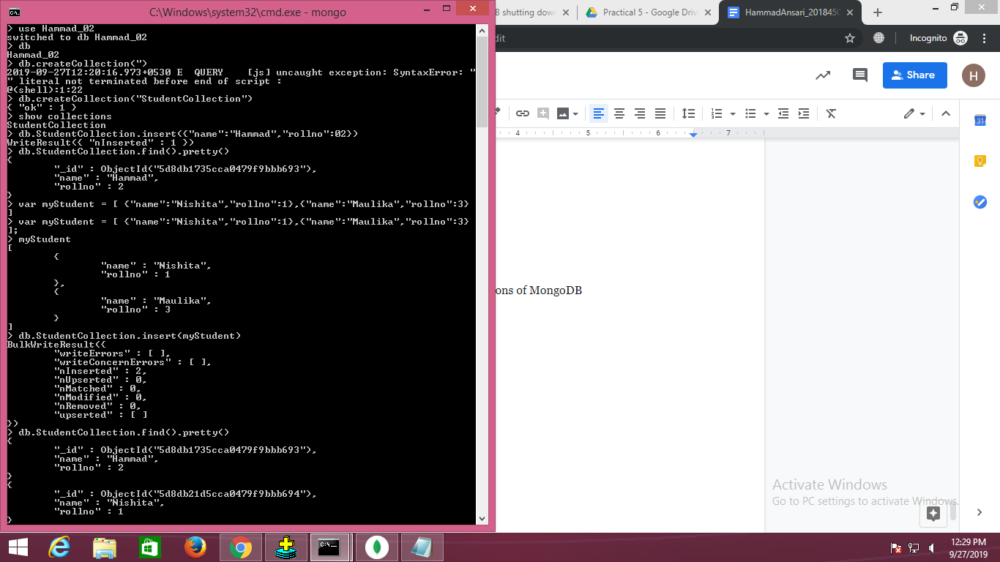 C:\Windows\system32\cmd.exe - mongo
> use Hammad_02
switched to db Hammad_02
> db
Hammad_02
> db.createCollection(")
2019-09-27T12:20:16.973+0530 E  QUERY    [js] uncaught exception: SyntaxError: "
" literal not terminated before end of script :
@(shell):1:22
> db.createCollection("StudentCollection")
{ "ok" : 1 }
> show collections
StudentCollection
> db.StudentCollection.insert({"name":"Hammad","rollno":02})
WriteResult({ "nInserted" : 1 })
> db.StudentCollection.find().pretty()
{
"_id" : ObjectId("5d8db1735cca0479f9bbb693"),
"name" : "Hammad",
"rollno" : 2
}
> var myStudent = [ {"name":"Nishita","rollno":1},{"name":"Maulika","rollno":3}
]
> var myStudent = [ {"name":"Nishita","rollno":1},{"name":"Maulika","rollno":3}
];
> myStudent
[
{
"name" : "Nishita",
"rollno" : 1
},
{
"name" : "Maulika",
"rollno" : 3
}
]
> db.StudentCollection.insert(myStudent)
BulkWriteResult({
"writeErrors" : [ ],
"writeConcernErrors" : [ ],
"nInserted" : 2,
"nUpserted" : 0,
"nMatched" : 0,
"nModified" : 0,
"nRemoved" : 0,
"upserted" : [ ]
})
> db.StudentCollection.find().pretty()
{
"_id" : ObjectId("5d8db1735cca0479f9bbb693"),
"name" : "Hammad",
"rollno" : 2
}
{
"_id" : ObjectId("5d8db21d5cca0479f9bbb694"),
"name" : "Nishita",
"rollno" : 1
}
B shutting down
Practical 5 - Google Driv
HammadAnsari_201845
dit
Incognito
Share
H
4 5 6 7
31
ons of MongoDB
Activate Windows
Go to PC settings to activate Windows.
C:\
12:29 PM
9/27/2019